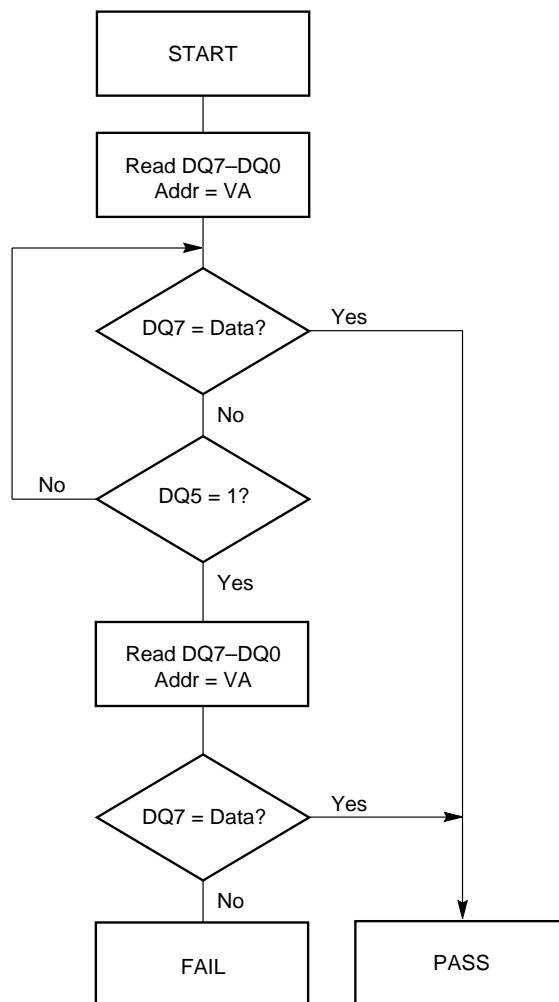 START
Read DQ7–DQ0
Addr = VA
DQ7 = Data?
Yes
No
No
DQ5 = 1?
Yes
Read DQ7–DQ0
Addr = VA
DQ7 = Data?
Yes
No
FAIL
PASS